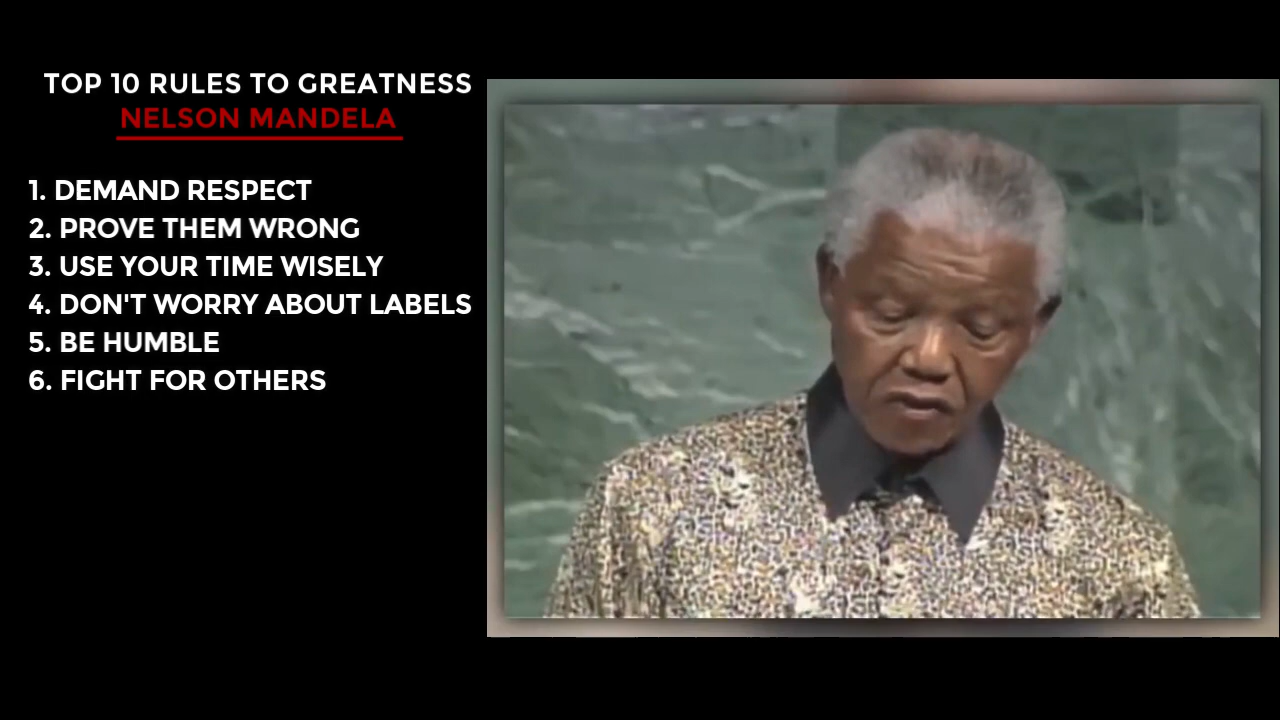 TOP 10 RULES TO GREATNESS
NELSON MANDELA
1. DEMAND RESPECT
2. PROVE THEM WRONG
3. USE YOUR TIME WISELY
4. DON'T WORRY ABOUT LABELS
5. BE HUMBLE
6. FIGHT FOR OTHERS